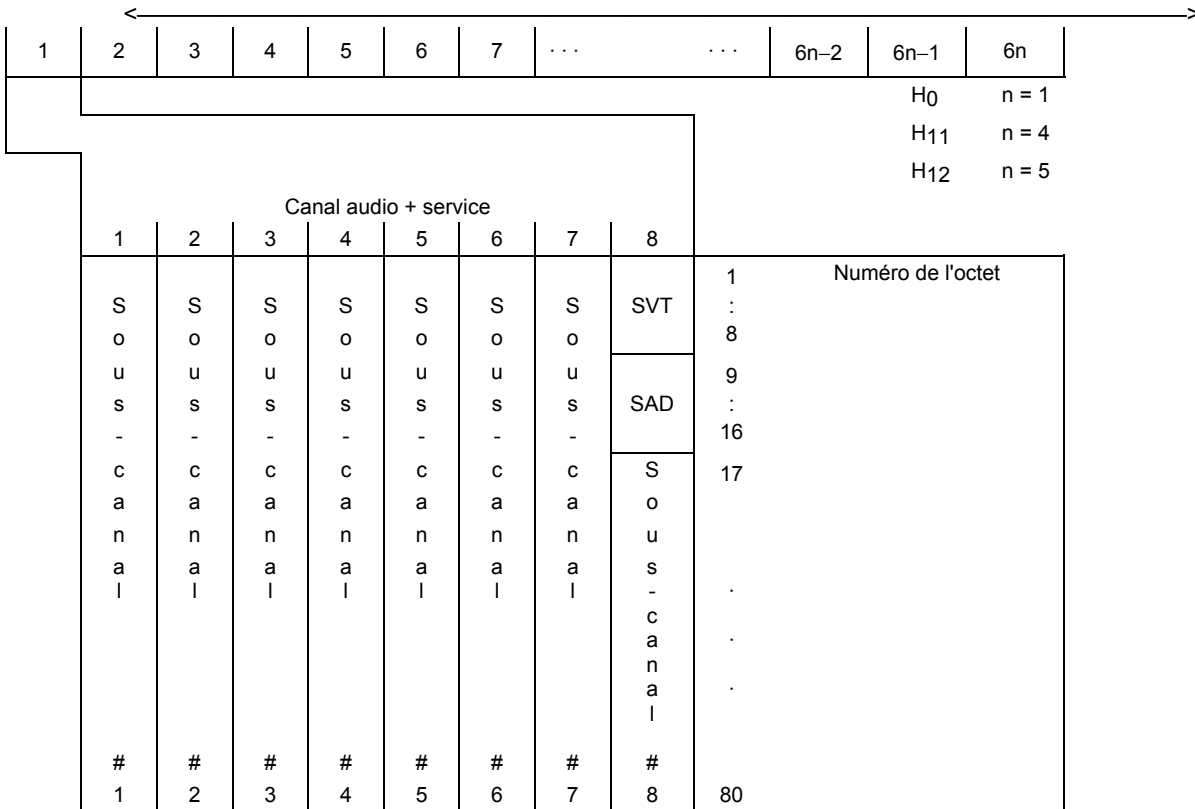 1 2 3 4 5 6 7 · · · · · · 6n–2 6n–1 6n
H0 n = 1
H11 n = 4
H12 n = 5
Canal audio + service
1 2 3 4 5 6 7 8
1 Numéro de l'octet
S S S S S S S SVT :
o o o o o o o 8
u u u u u u u 9
s s s s s s s SAD :
- - - - - - - 16
c c c c c c c S 17
a a a a a a a o
n n n n n n n u
a a a a a a a s
l l l l l l l - .
c
a .
n
a .
l
# # # # # # # #
1 2 3 4 5 6 7 8 80